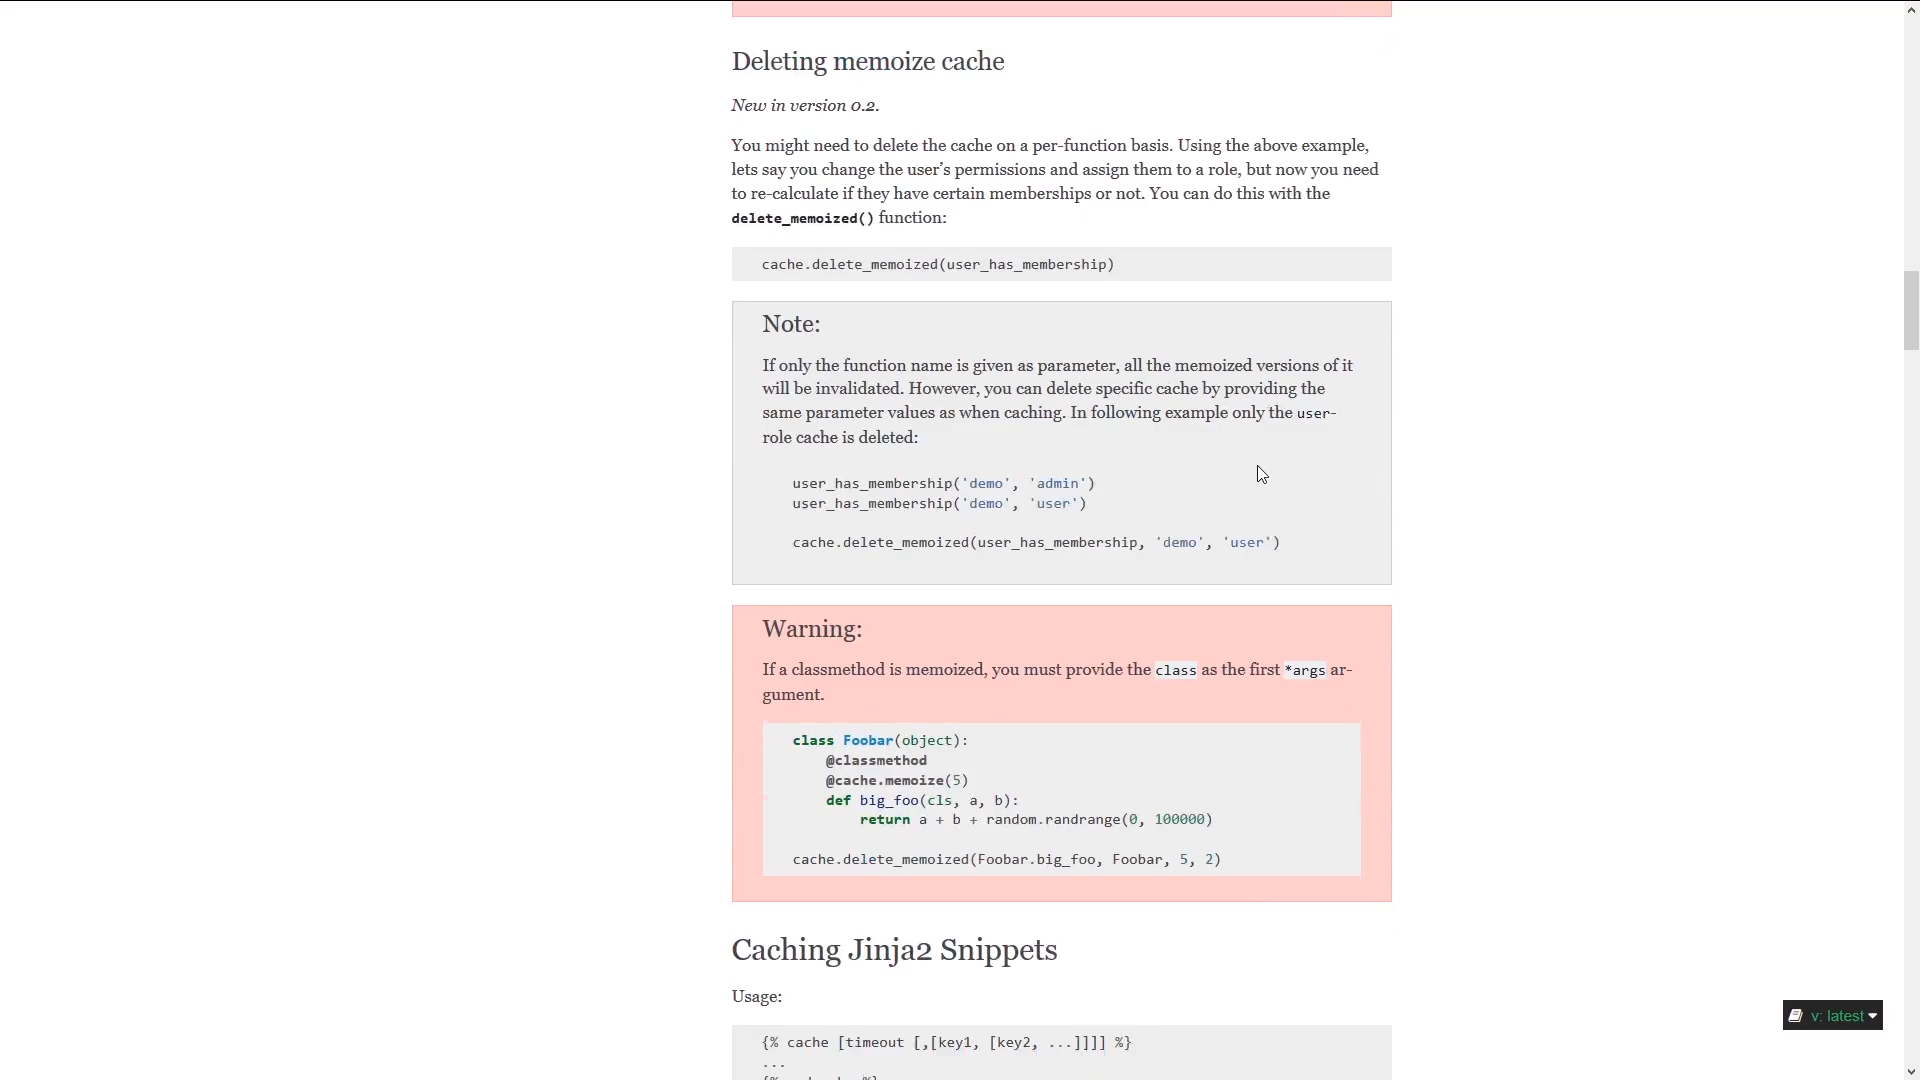 Deleting memoize cache
New in version 0.2.
You might need to delete the cache on a per-function basis. Using the above example,
lets say you change the user’s permissions and assign them to a role, but now you need
to re-calculate if they have certain memberships or not. You can do this with the
delete_memoized() function:
cache.delete_memoized(user_has_membership)
Note:
If only the function name is given as parameter, all the memoized versions of it
will be invalidated. However, you can delete specific cache by providing the
same parameter values as when caching. In following example only the user-
role cache is deleted:
user_has_membership('demo', 'admin')
user_has_membership('demo', 'user')
cache.delete_memoized(user_has_membership, 'demo', 'user')
Warning:
If a classmethod is memoized, you must provide the class as the first *args ar-
gument.
class Foobar(object):
    @classmethod
    @cache.memoize(5)
    def big_foo(cls, a, b):
        return a + b + random.randrange(0, 100000)
cache.delete_memoized(Foobar.big_foo, Foobar, 5, 2)
Caching Jinja2 Snippets
Usage:
{% cache [timeout [,[key1, [key2, ...]]]] %}
...
v: latest